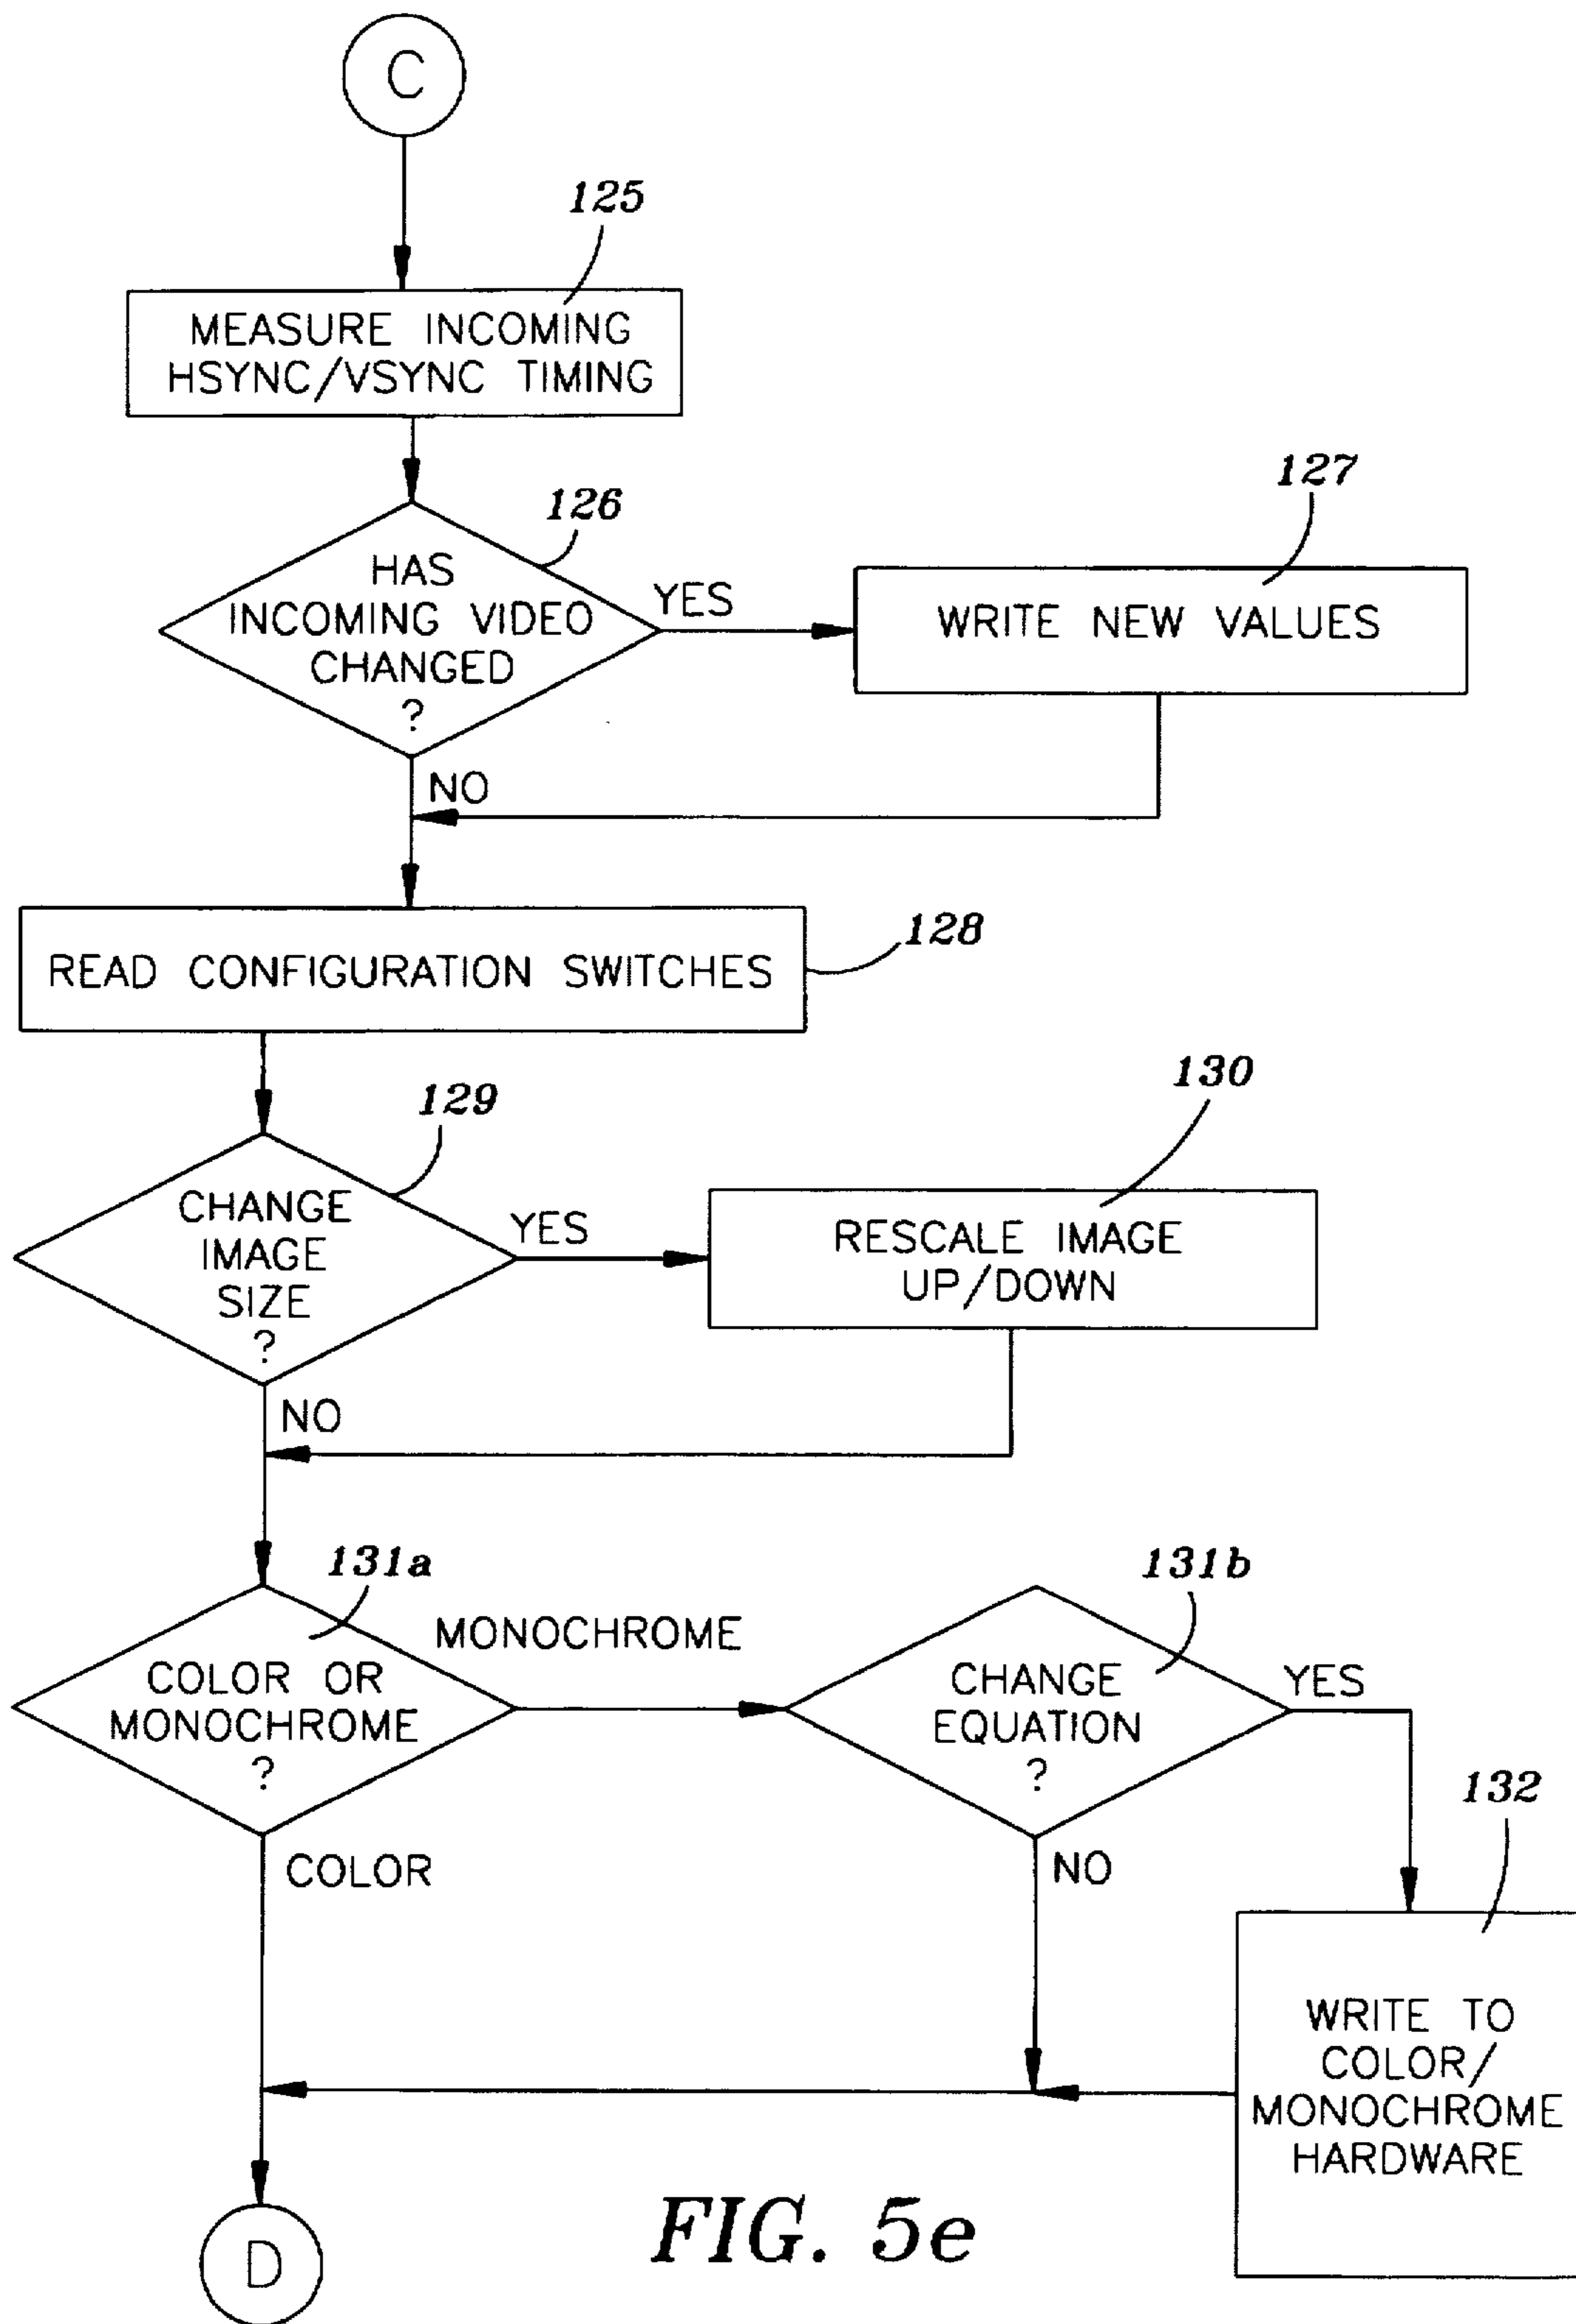 C
125
MEASURE INCOMING
HSYNC/VSYNC TIMING
126
HAS
INCOMING VIDEO
CHANGED
?
YES
127
WRITE NEW VALUES
NO
READ CONFIGURATION SWITCHES
128
129
CHANGE
IMAGE
SIZE
?
YES
130
RESCALE IMAGE
UP/DOWN
NO
131a
COLOR OR
MONOCHROME
?
MONOCHROME
131b
CHANGE
EQUATION
?
YES
COLOR
NO
132
WRITE TO
COLOR/
MONOCHROME
HARDWARE
D
FIG. 5e